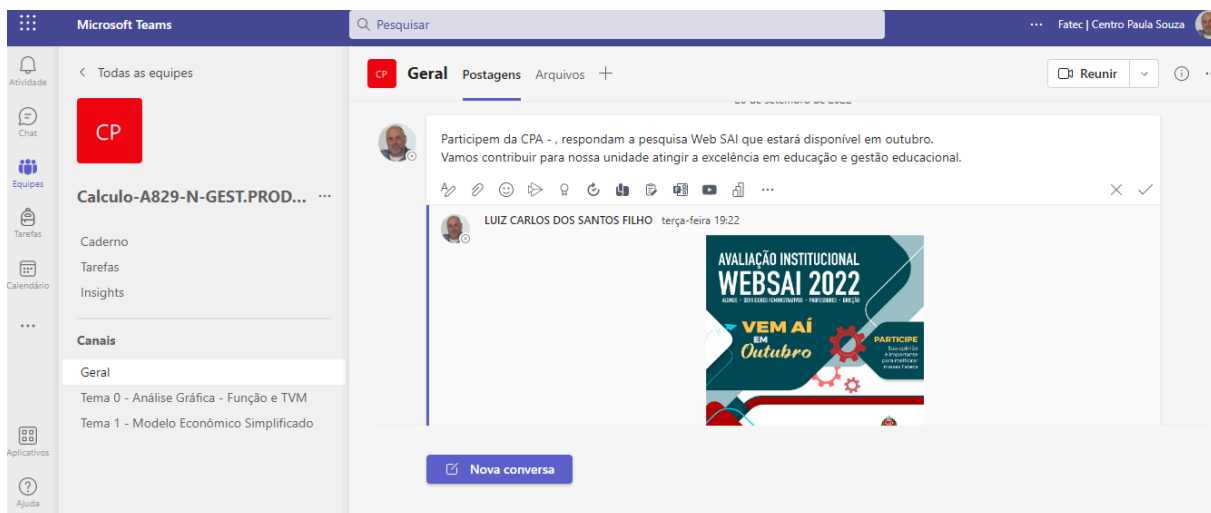 Microsoft Teams
Pesquisar
Fatec | Centro Paula Souza
Atividade
Chat
Equipes
Tarefas
Calendário
Aplicativos
Ajuda
Todas as equipes
CP
Calculo-A829-N-GEST.PROD...
Caderno
Tarefas
Insights
Canais
Geral
Tema 0 - Análise Gráfica - Função e TVM
Tema 1 - Modelo Econômico Simplificado
CP
Geral
Postagens
Arquivos
Reunir
Participem da CPA - , respondam a pesquisa Web SAI que estará disponível em outubro.
Vamos contribuir para nossa unidade atingir a excelência em educação e gestão educacional.
LUIZ CARLOS DOS SANTOS FILHO terça-feira 19:22
AVALIAÇÃO INSTITUCIONAL
WEBSAI 2022
ALUNOS - SERVIDORES ADMINISTRATIVOS - PROFESSORES - DIREÇÃO
VEM AÍ
EM
Outubro
PARTICIPE
Sua opinião
é importante
para melhorar
nossas Fatecs
Nova conversa